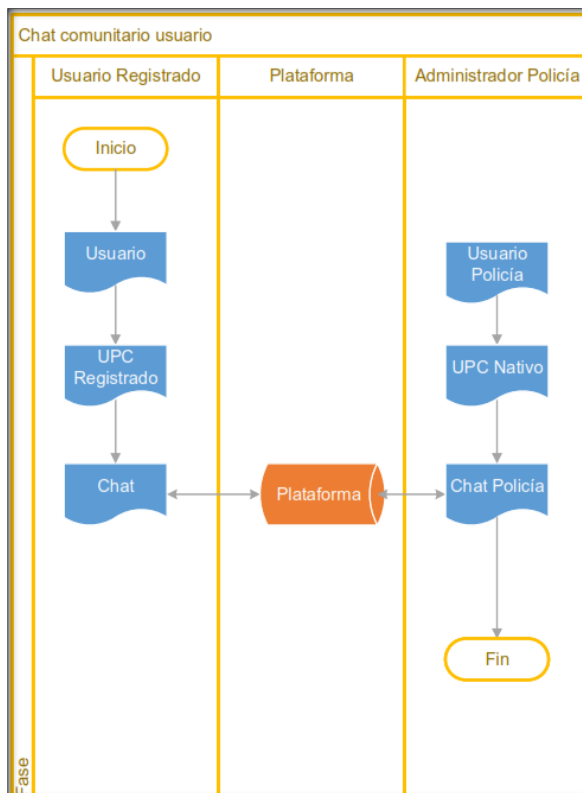 Chat comunitario usuario
Usuario Registrado
Plataforma
Administrador Policía
Inicio
Usuario
Usuario
Policía
UPC
Registrado
UPC Nativo
Chat
Plataforma
Chat Policía
Fin
Fase